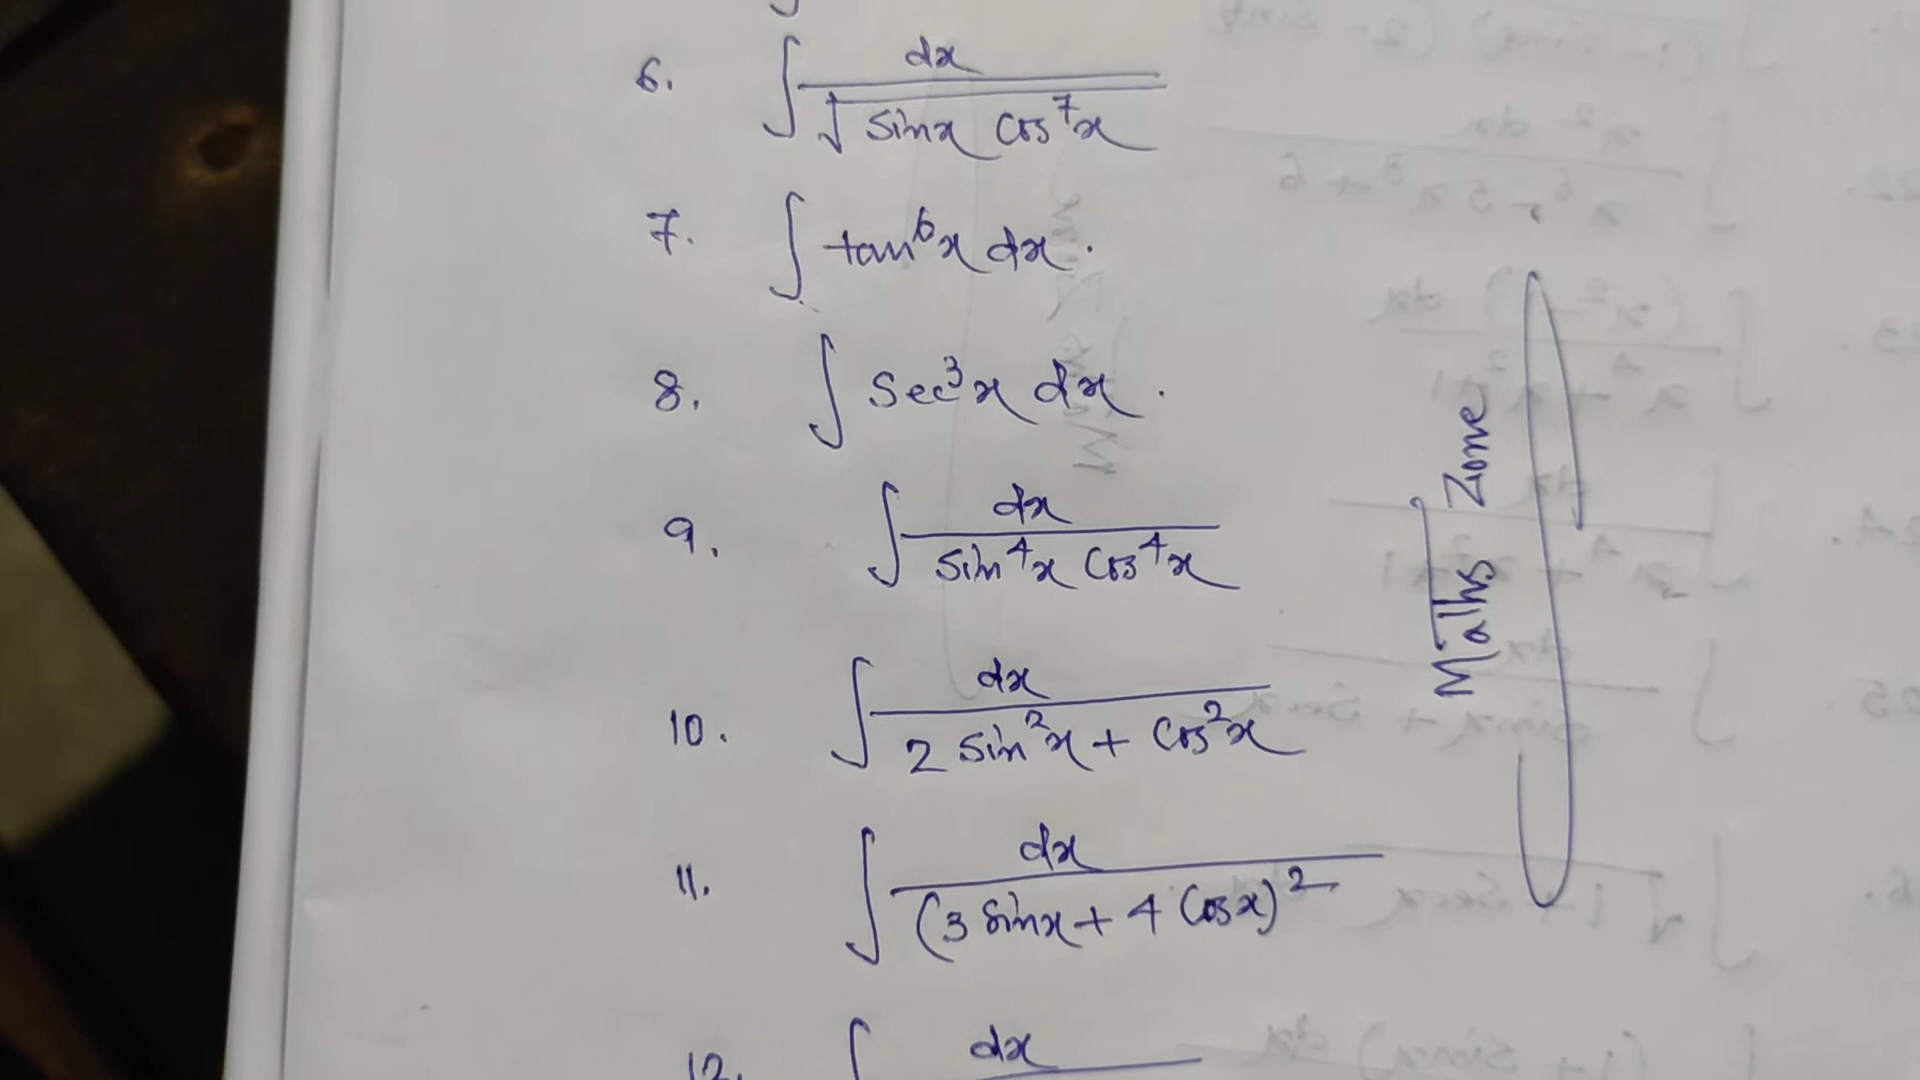 6. ∫ dx / √(sinx cos⁷x)
7. ∫ tan⁶x dx.
8. ∫ Sec³x dx.
9. ∫ dx / (sin⁴x Cos⁴x)
10. ∫ dx / (2 sin²x + Cos²x)
11. ∫ dx / (3 sinx + 4 Cosx)²
12. ∫ dx
Maths Zone